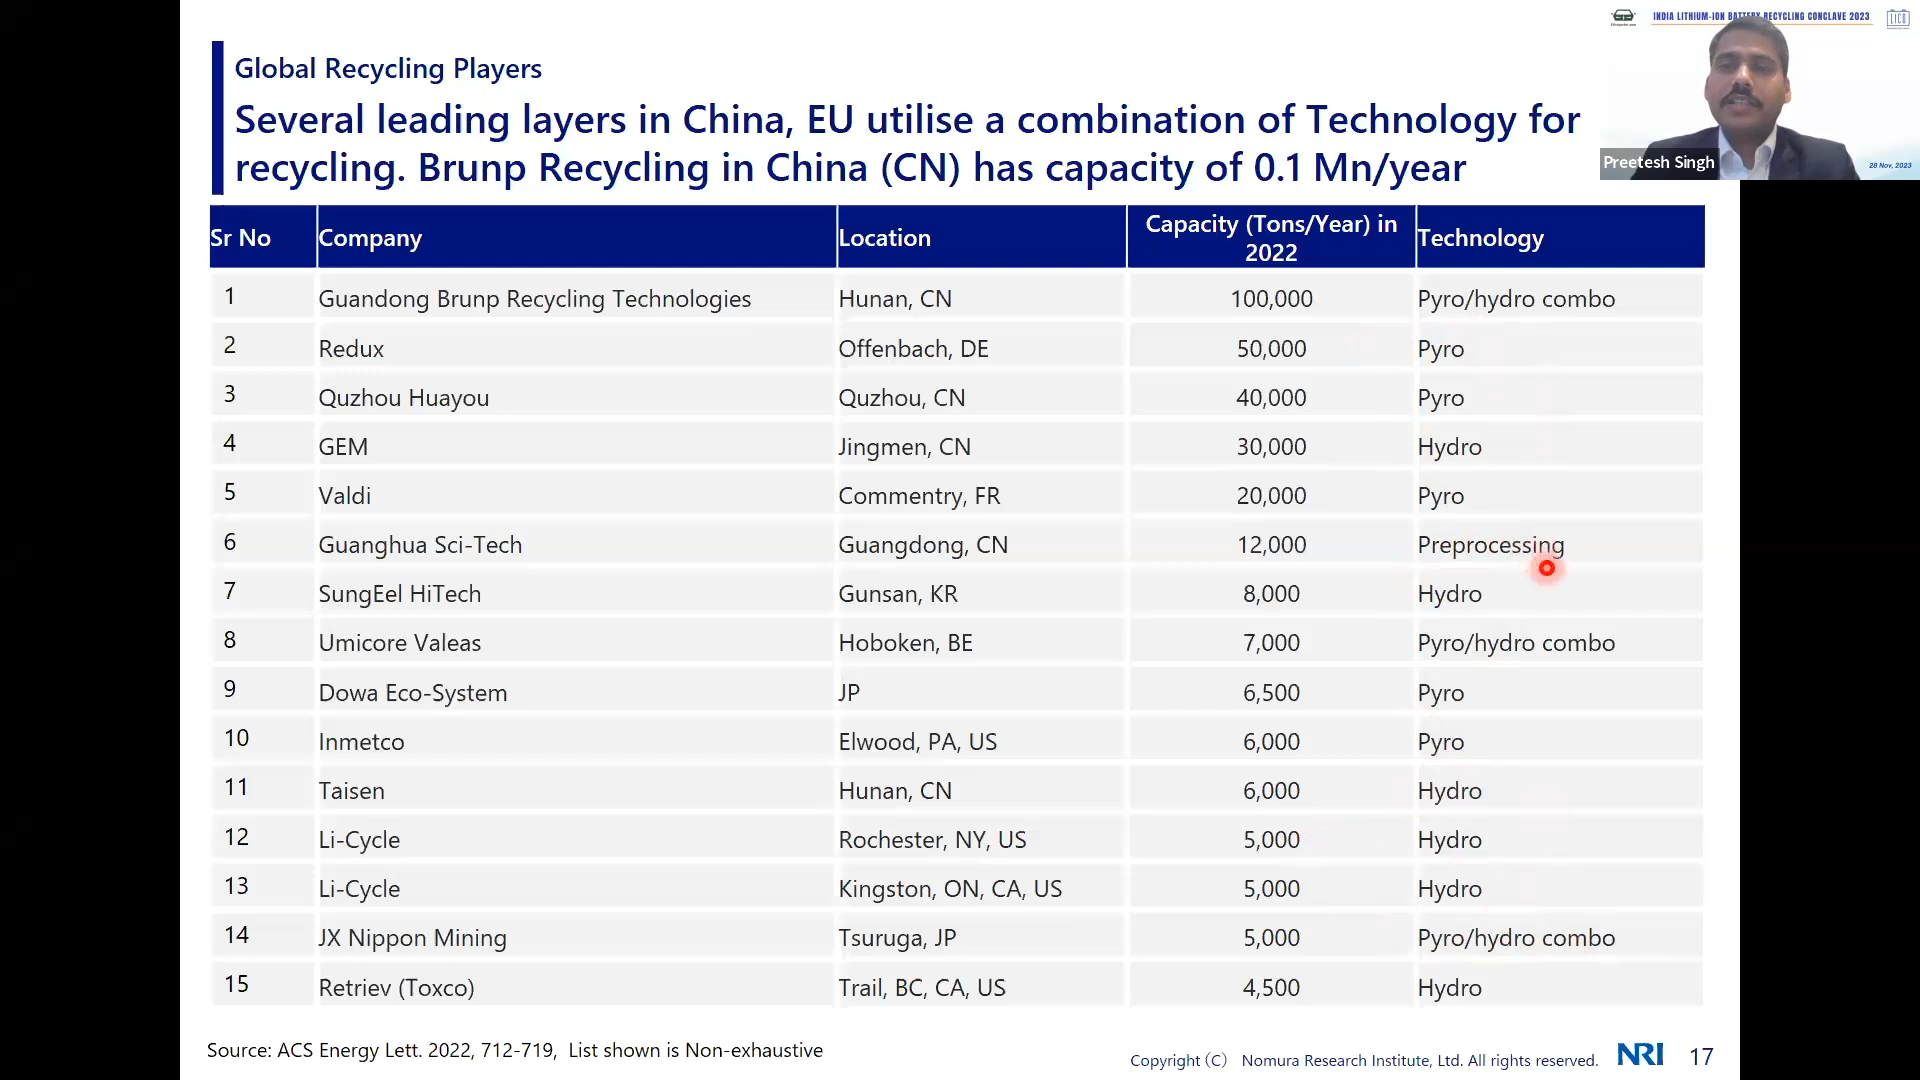 INDIA LITHIUM-ION BATTERY RECYCLING CONCLAVE 2023
LICO
Global Recycling Players
Several leading layers in China, EU utilise a combination of Technology for
recycling. Brunp Recycling in China (CN) has capacity of 0.1 Mn/year
Preetesh Singh
28 Nov, 2023
Sr No Company Location Capacity (Tons/Year) in 2022 Technology
1 Guandong Brunp Recycling Technologies Hunan, CN 100,000 Pyro/hydro combo
2 Redux Offenbach, DE 50,000 Pyro
3 Quzhou Huayou Quzhou, CN 40,000 Pyro
4 GEM Jingmen, CN 30,000 Hydro
5 Valdi Commentry, FR 20,000 Pyro
6 Guanghua Sci-Tech Guangdong, CN 12,000 Preprocessing
7 SungEel HiTech Gunsan, KR 8,000 Hydro
8 Umicore Valeas Hoboken, BE 7,000 Pyro/hydro combo
9 Dowa Eco-System JP 6,500 Pyro
10 Inmetco Elwood, PA, US 6,000 Pyro
11 Taisen Hunan, CN 6,000 Hydro
12 Li-Cycle Rochester, NY, US 5,000 Hydro
13 Li-Cycle Kingston, ON, CA, US 5,000 Hydro
14 JX Nippon Mining Tsuruga, JP 5,000 Pyro/hydro combo
15 Retriev (Toxco) Trail, BC, CA, US 4,500 Hydro
Source: ACS Energy Lett. 2022, 712-719, List shown is Non-exhaustive
Copyright (C) Nomura Research Institute, Ltd. All rights reserved. NRI 17